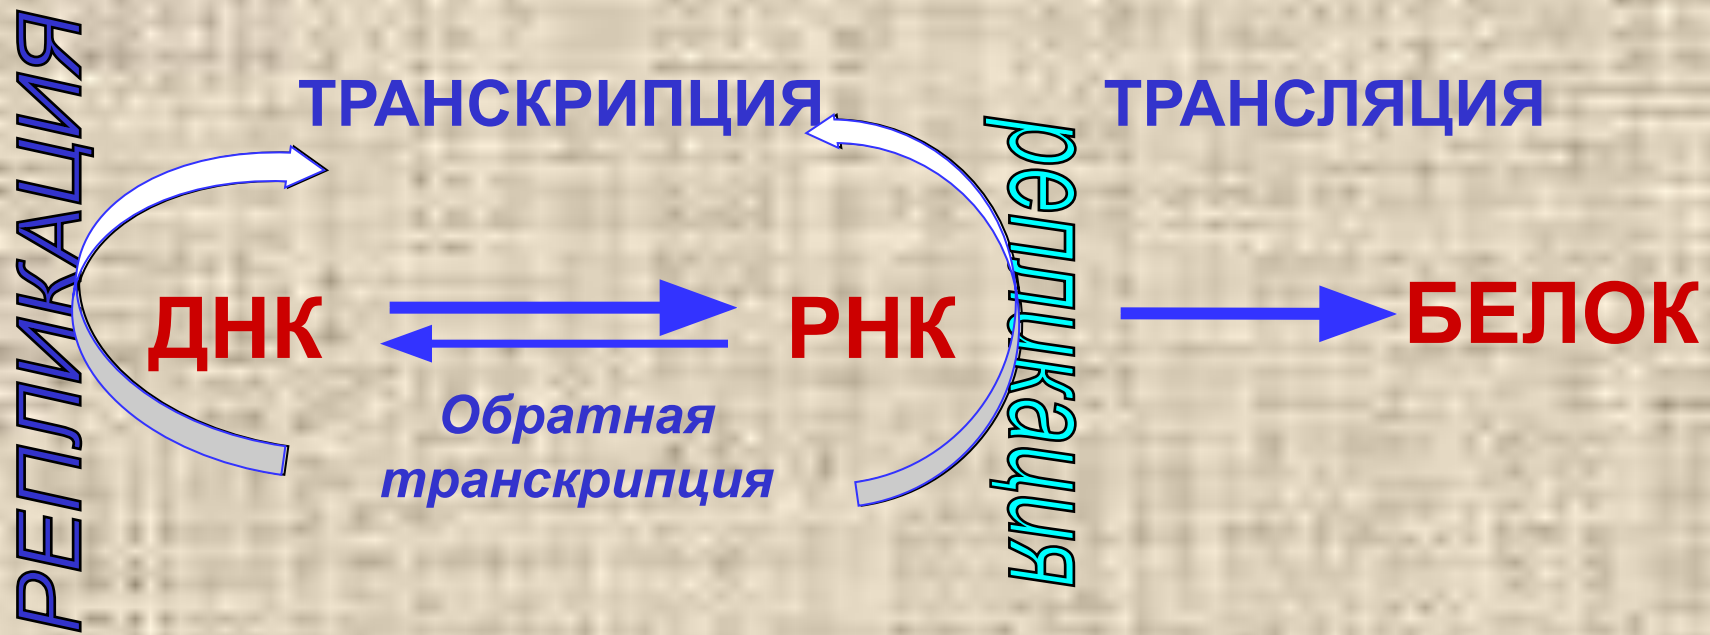 РЕПЛИКАЦИЯ
ТРАНСКРИПЦИЯ
ТРАНСЛЯЦИЯ
репликация
ДНК
РНК
БЕЛОК
Обратная
транскрипция